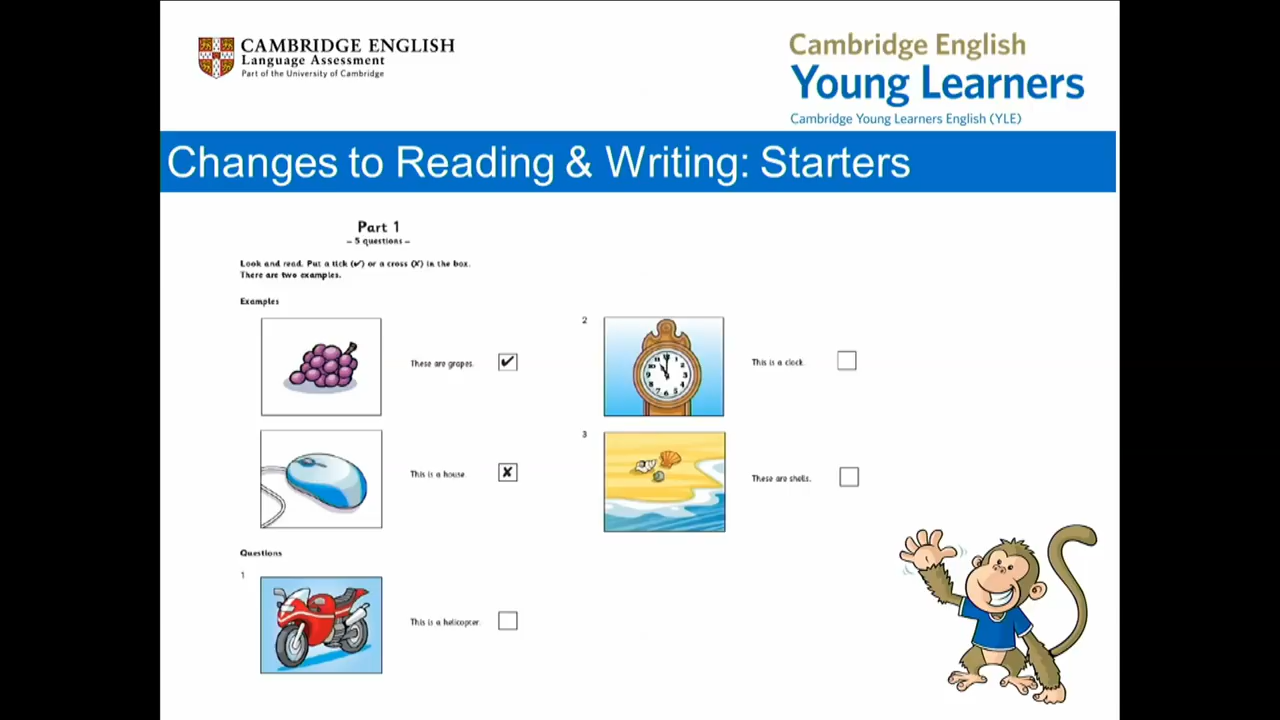 CAMBRIDGE ENGLISH
Language Assessment
Part of the University of Cambridge
Cambridge English
Young Learners
Cambridge Young Learners English (YLE)
Changes to Reading & Writing: Starters
Part 1
– 5 questions –
Look and read. Put a tick (✔) or a cross (✗) in the box.
There are two examples.
Examples
These are grapes. ✔
This is a house. ✗
Questions
1
This is a helicopter.
2
This is a clock.
3
These are shells.